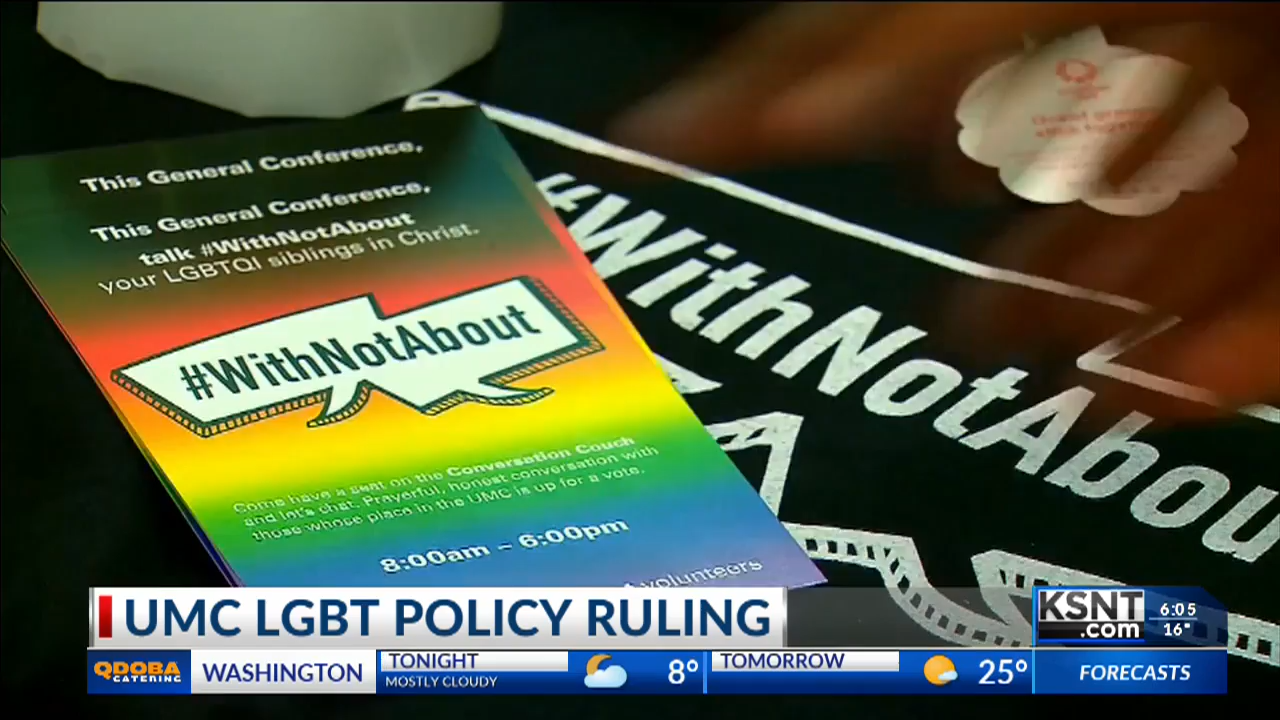 This General Conference,
This General Conference,
talk #WithNotAbout
your LGBTQI siblings in Christ.
#WithNotAbout
Come have a seat on the Conversation Couch
and let's chat. Prayerful, honest conversation with
those whose place in the UMC is up for a vote.
8:00am – 6:00pm
volunteers
#WithNotAbou
UMC LGBT POLICY RULING
KSNT
.com
6:05
16°
QDOBA
CATERING
WASHINGTON
TONIGHT
MOSTLY CLOUDY
8°
TOMORROW
25°
FORECASTS